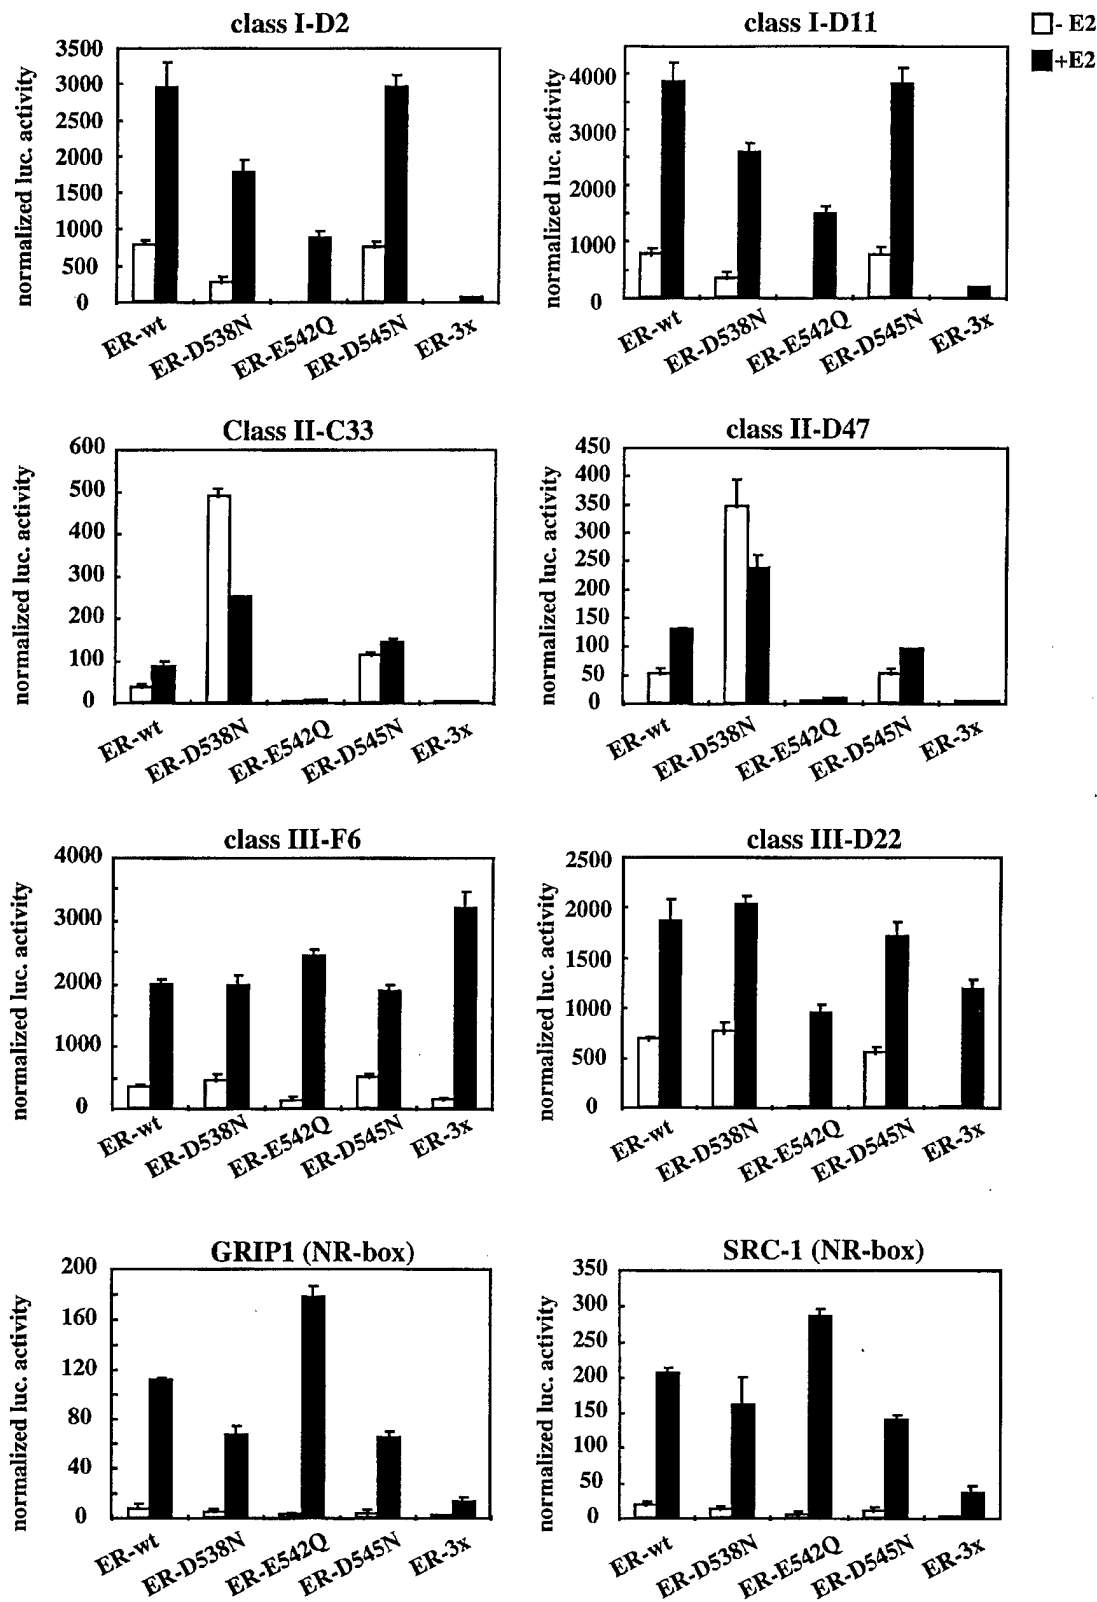 class I-D2
class I-D11
- E2
+E2
normalized luc. activity
3500
3000
2500
2000
1500
1000
500
0
ER-wt
ER-D538N
ER-E542Q
ER-D545N
ER-3x
normalized luc. activity
4000
3000
2000
1000
0
ER-wt
ER-D538N
ER-E542Q
ER-D545N
ER-3x
Class II-C33
normalized luc. activity
600
500
400
300
200
100
0
ER-wt
ER-D538N
ER-E542Q
ER-D545N
ER-3x
class II-D47
normalized luc. activity
450
400
350
300
250
200
150
100
50
0
ER-wt
ER-D538N
ER-E542Q
ER-D545N
ER-3x
class III-F6
normalized luc. activity
4000
3000
2000
1000
0
ER-wt
ER-D538N
ER-E542Q
ER-D545N
ER-3x
class III-D22
normalized luc. activity
2500
2000
1500
1000
500
0
ER-wt
ER-D538N
ER-E542Q
ER-D545N
ER-3x
GRIP1 (NR-box)
normalized luc. activity
200
160
120
80
40
0
ER-wt
ER-D538N
ER-E542Q
ER-D545N
ER-3x
SRC-1 (NR-box)
normalized luc. activity
350
300
250
200
150
100
50
0
ER-wt
ER-D538N
ER-E542Q
ER-D545N
ER-3x